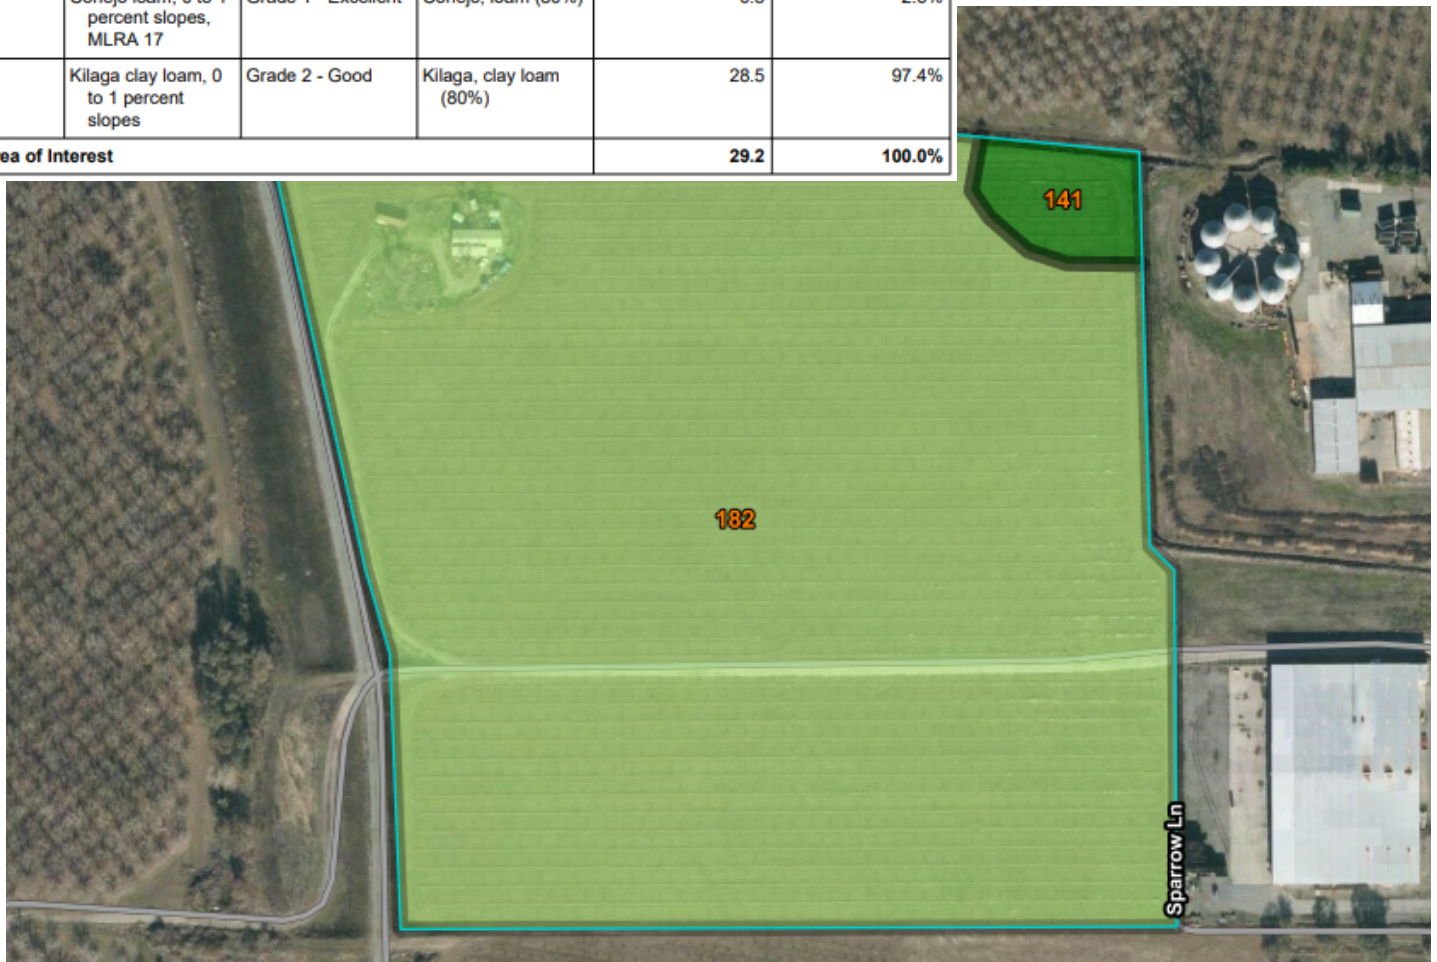 percent slopes,
MLRA 17
Kilaga clay loam, 0
to 1 percent
slopes
Grade 2 - Good
Kilaga, clay loam
(80%)
28.5
97.4%
ea of Interest
29.2
100.0%
141
182
Sparrow Ln